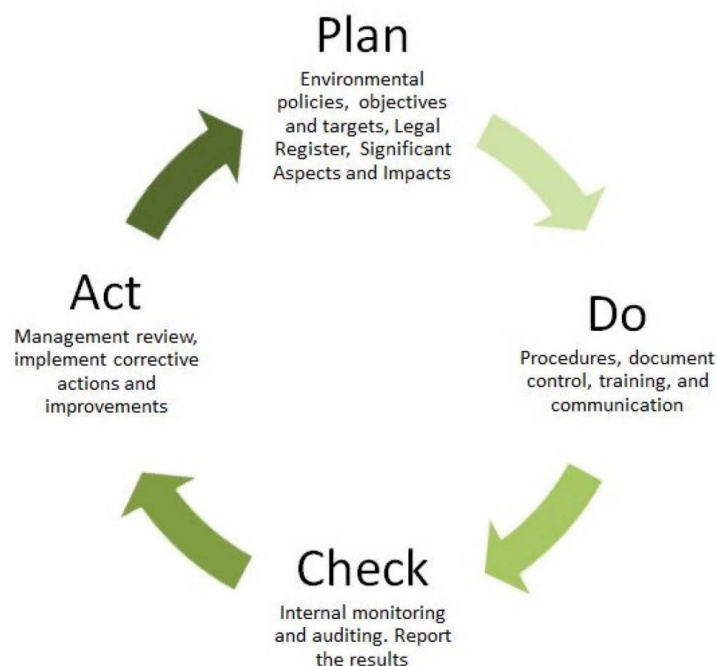 Plan
Environmental
policies, objectives
and targets, Legal
Register, Significant
Aspects and Impacts
Do
Procedures, document
control, training, and
communication
Check
Internal monitoring
and auditing. Report
the results
Act
Management review,
implement corrective
actions and
improvements